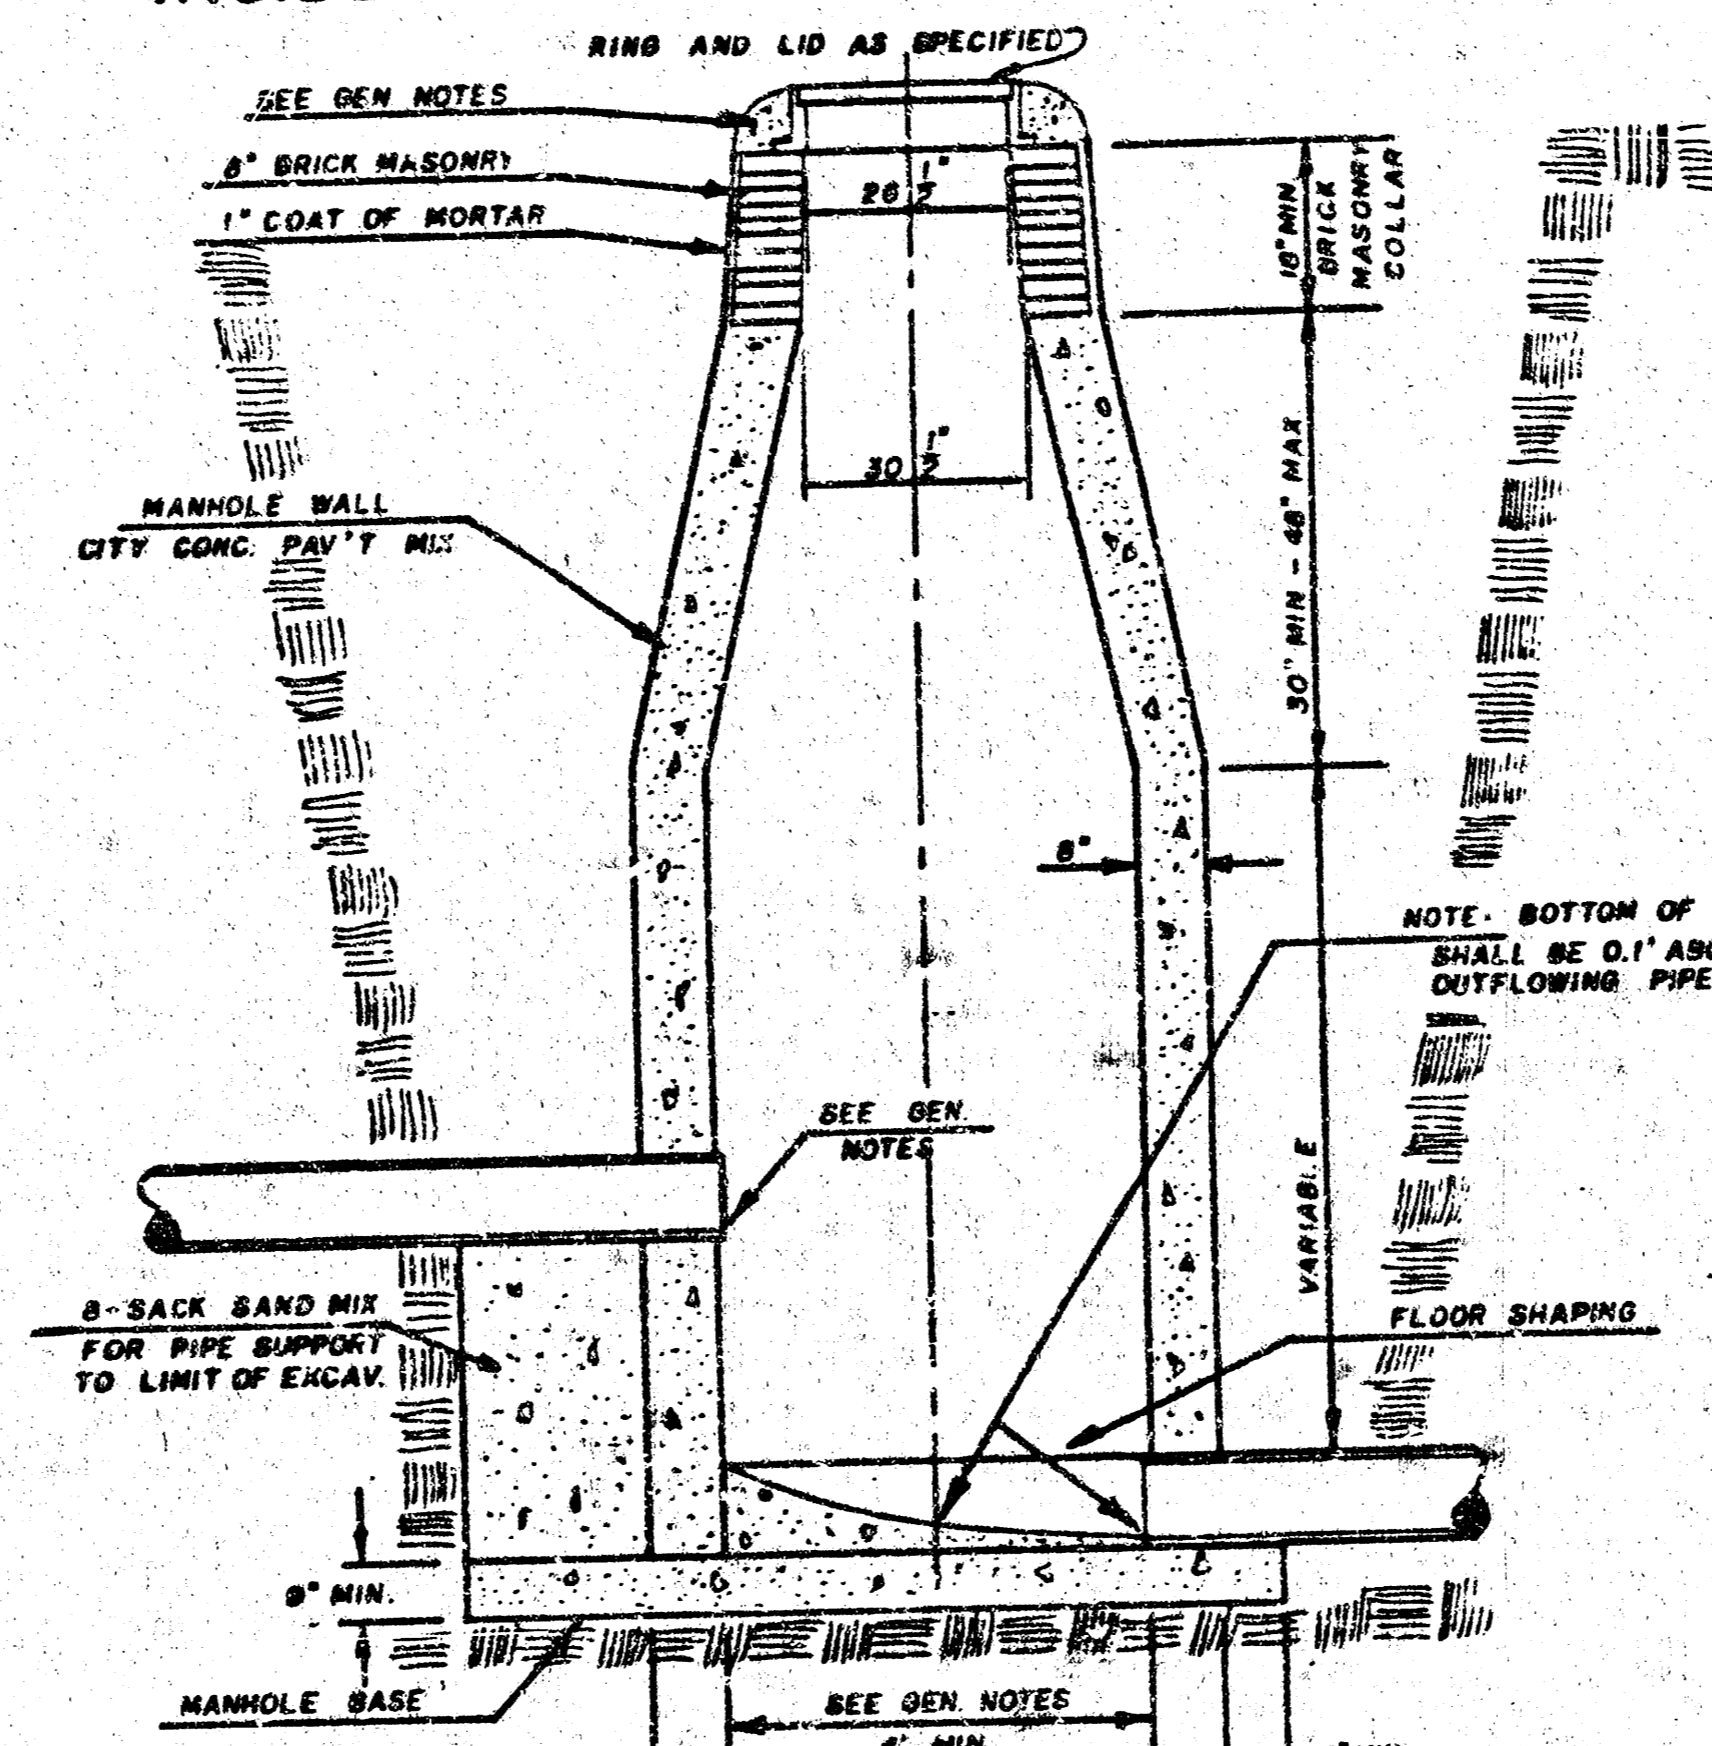 RING AND LID AS SPECIFIED
SEE GEN NOTES
8" BRICK MASONRY
1" COAT OF MORTAR
26 1/2"
18" MIN
BRICK
MASONRY
COLLAR
30 1/2"
30" MIN - 48" MAX
MANHOLE WALL
CITY CONC. PAV'T MIX
8"
NOTE. BOTTOM OF
SHALL BE 0.1'
OUTFLOWING PIPE
SEE GEN.
NOTES
VARIABLE
8-SACK SAND MIX
FOR PIPE SUPPORT
TO LIMIT OF EXCAV.
FLOOR SHAPING
9" MIN.
MANHOLE BASE
SEE GEN. NOTES
4' MIN.